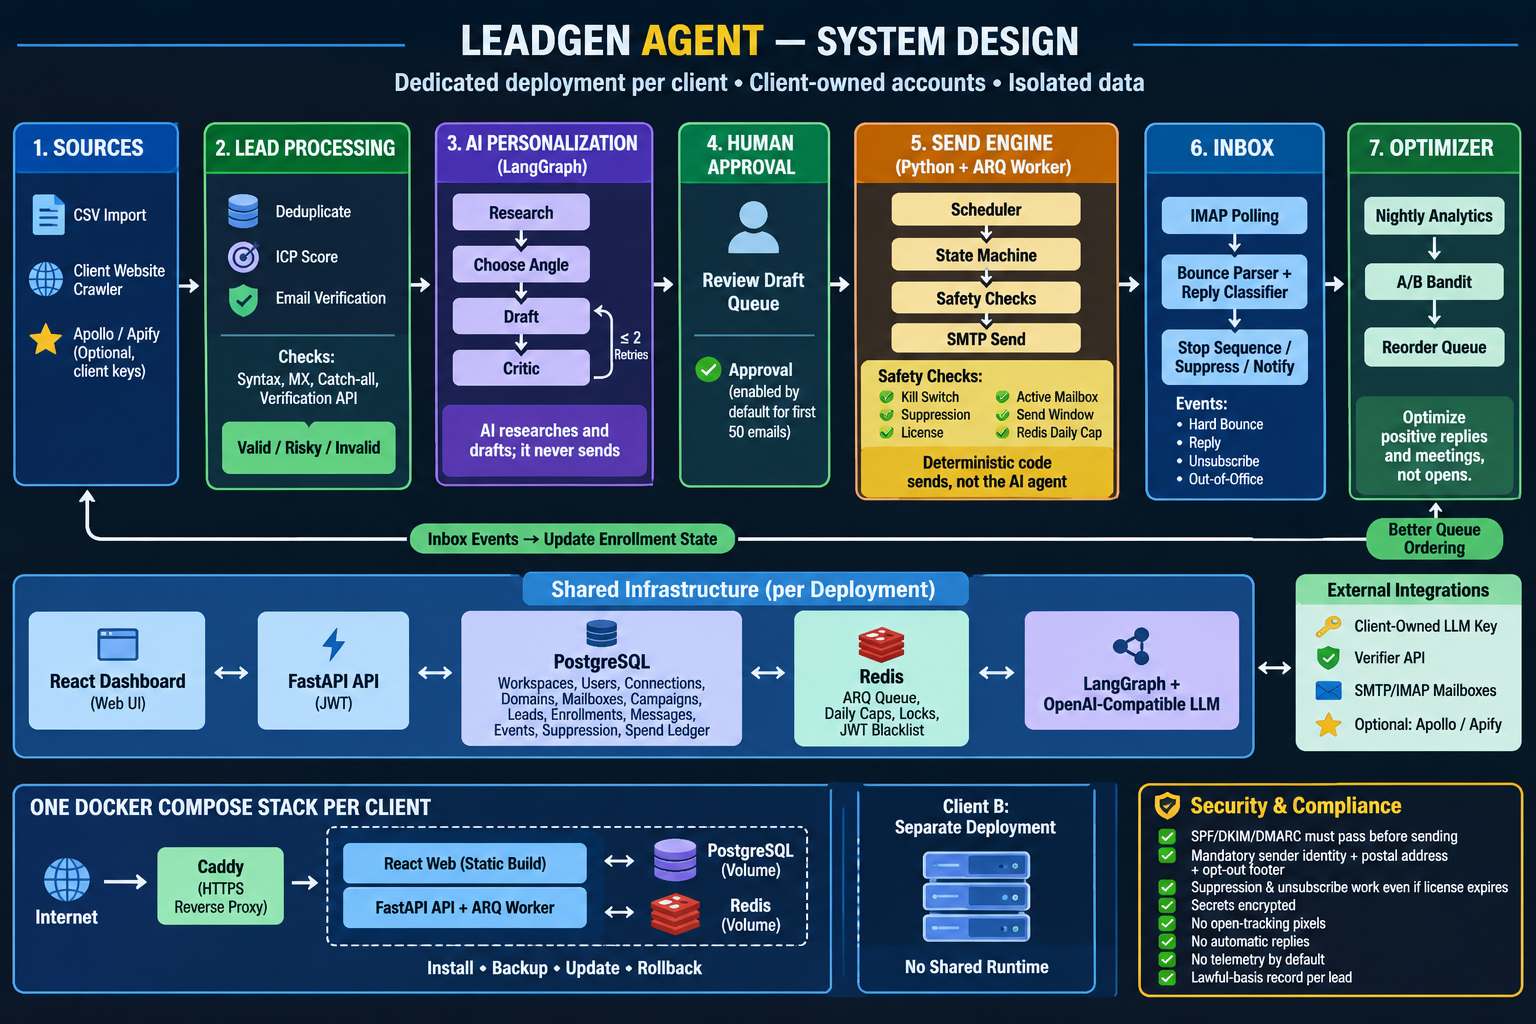 LEADGEN AGENT — SYSTEM DESIGN
Dedicated deployment per client • Client-owned accounts • Isolated data
1. SOURCES
CSV Import
Client Website
Crawler
Apollo / Apify
(Optional,
client keys)
2. LEAD PROCESSING
Deduplicate
ICP Score
Email Verification
Checks:
Syntax, MX, Catch-all,
Verification API
Valid / Risky / Invalid
3. AI PERSONALIZATION
(LangGraph)
Research
Choose Angle
Draft
Critic
≤ 2
Retries
AI researches and
drafts; it never sends
4. HUMAN
APPROVAL
Review Draft
Queue
Approval
(enabled by
default for first
50 emails)
5. SEND ENGINE
(Python + ARQ Worker)
Scheduler
State Machine
Safety Checks
SMTP Send
Safety Checks:
Kill Switch
Active Mailbox
Suppression
Send Window
License
Redis Daily Cap
Deterministic code
sends, not the AI agent
6. INBOX
IMAP Polling
Bounce Parser +
Reply Classifier
Stop Sequence /
Suppress / Notify
Events:
• Hard Bounce
• Reply
• Unsubscribe
• Out-of-Office
7. OPTIMIZER
Nightly Analytics
A/B Bandit
Reorder Queue
Optimize
positive replies
and meetings,
not opens.
Inbox Events → Update Enrollment State
Better Queue
Ordering
Shared Infrastructure (per Deployment)
React Dashboard
(Web UI)
FastAPI API
(JWT)
PostgreSQL
Workspaces, Users, Connections,
Domains, Mailboxes, Campaigns,
Leads, Enrollments, Messages,
Events, Suppression, Spend Ledger
Redis
ARQ Queue,
Daily Caps, Locks,
JWT Blacklist
LangGraph +
OpenAI-Compatible LLM
External Integrations
Client-Owned LLM Key
Verifier API
SMTP/IMAP Mailboxes
Optional: Apollo / Apify
ONE DOCKER COMPOSE STACK PER CLIENT
Internet
Caddy
(HTTPS
Reverse Proxy)
React Web (Static Build)
FastAPI API + ARQ Worker
PostgreSQL
(Volume)
Redis
(Volume)
Install • Backup • Update • Rollback
Client B:
Separate Deployment
No Shared Runtime
Security & Compliance
SPF/DKIM/DMARC must pass before sending
Mandatory sender identity + postal address
+ opt-out footer
Suppression & unsubscribe work even if license expires
Secrets encrypted
No open-tracking pixels
No automatic replies
No telemetry by default
Lawful-basis record per lead